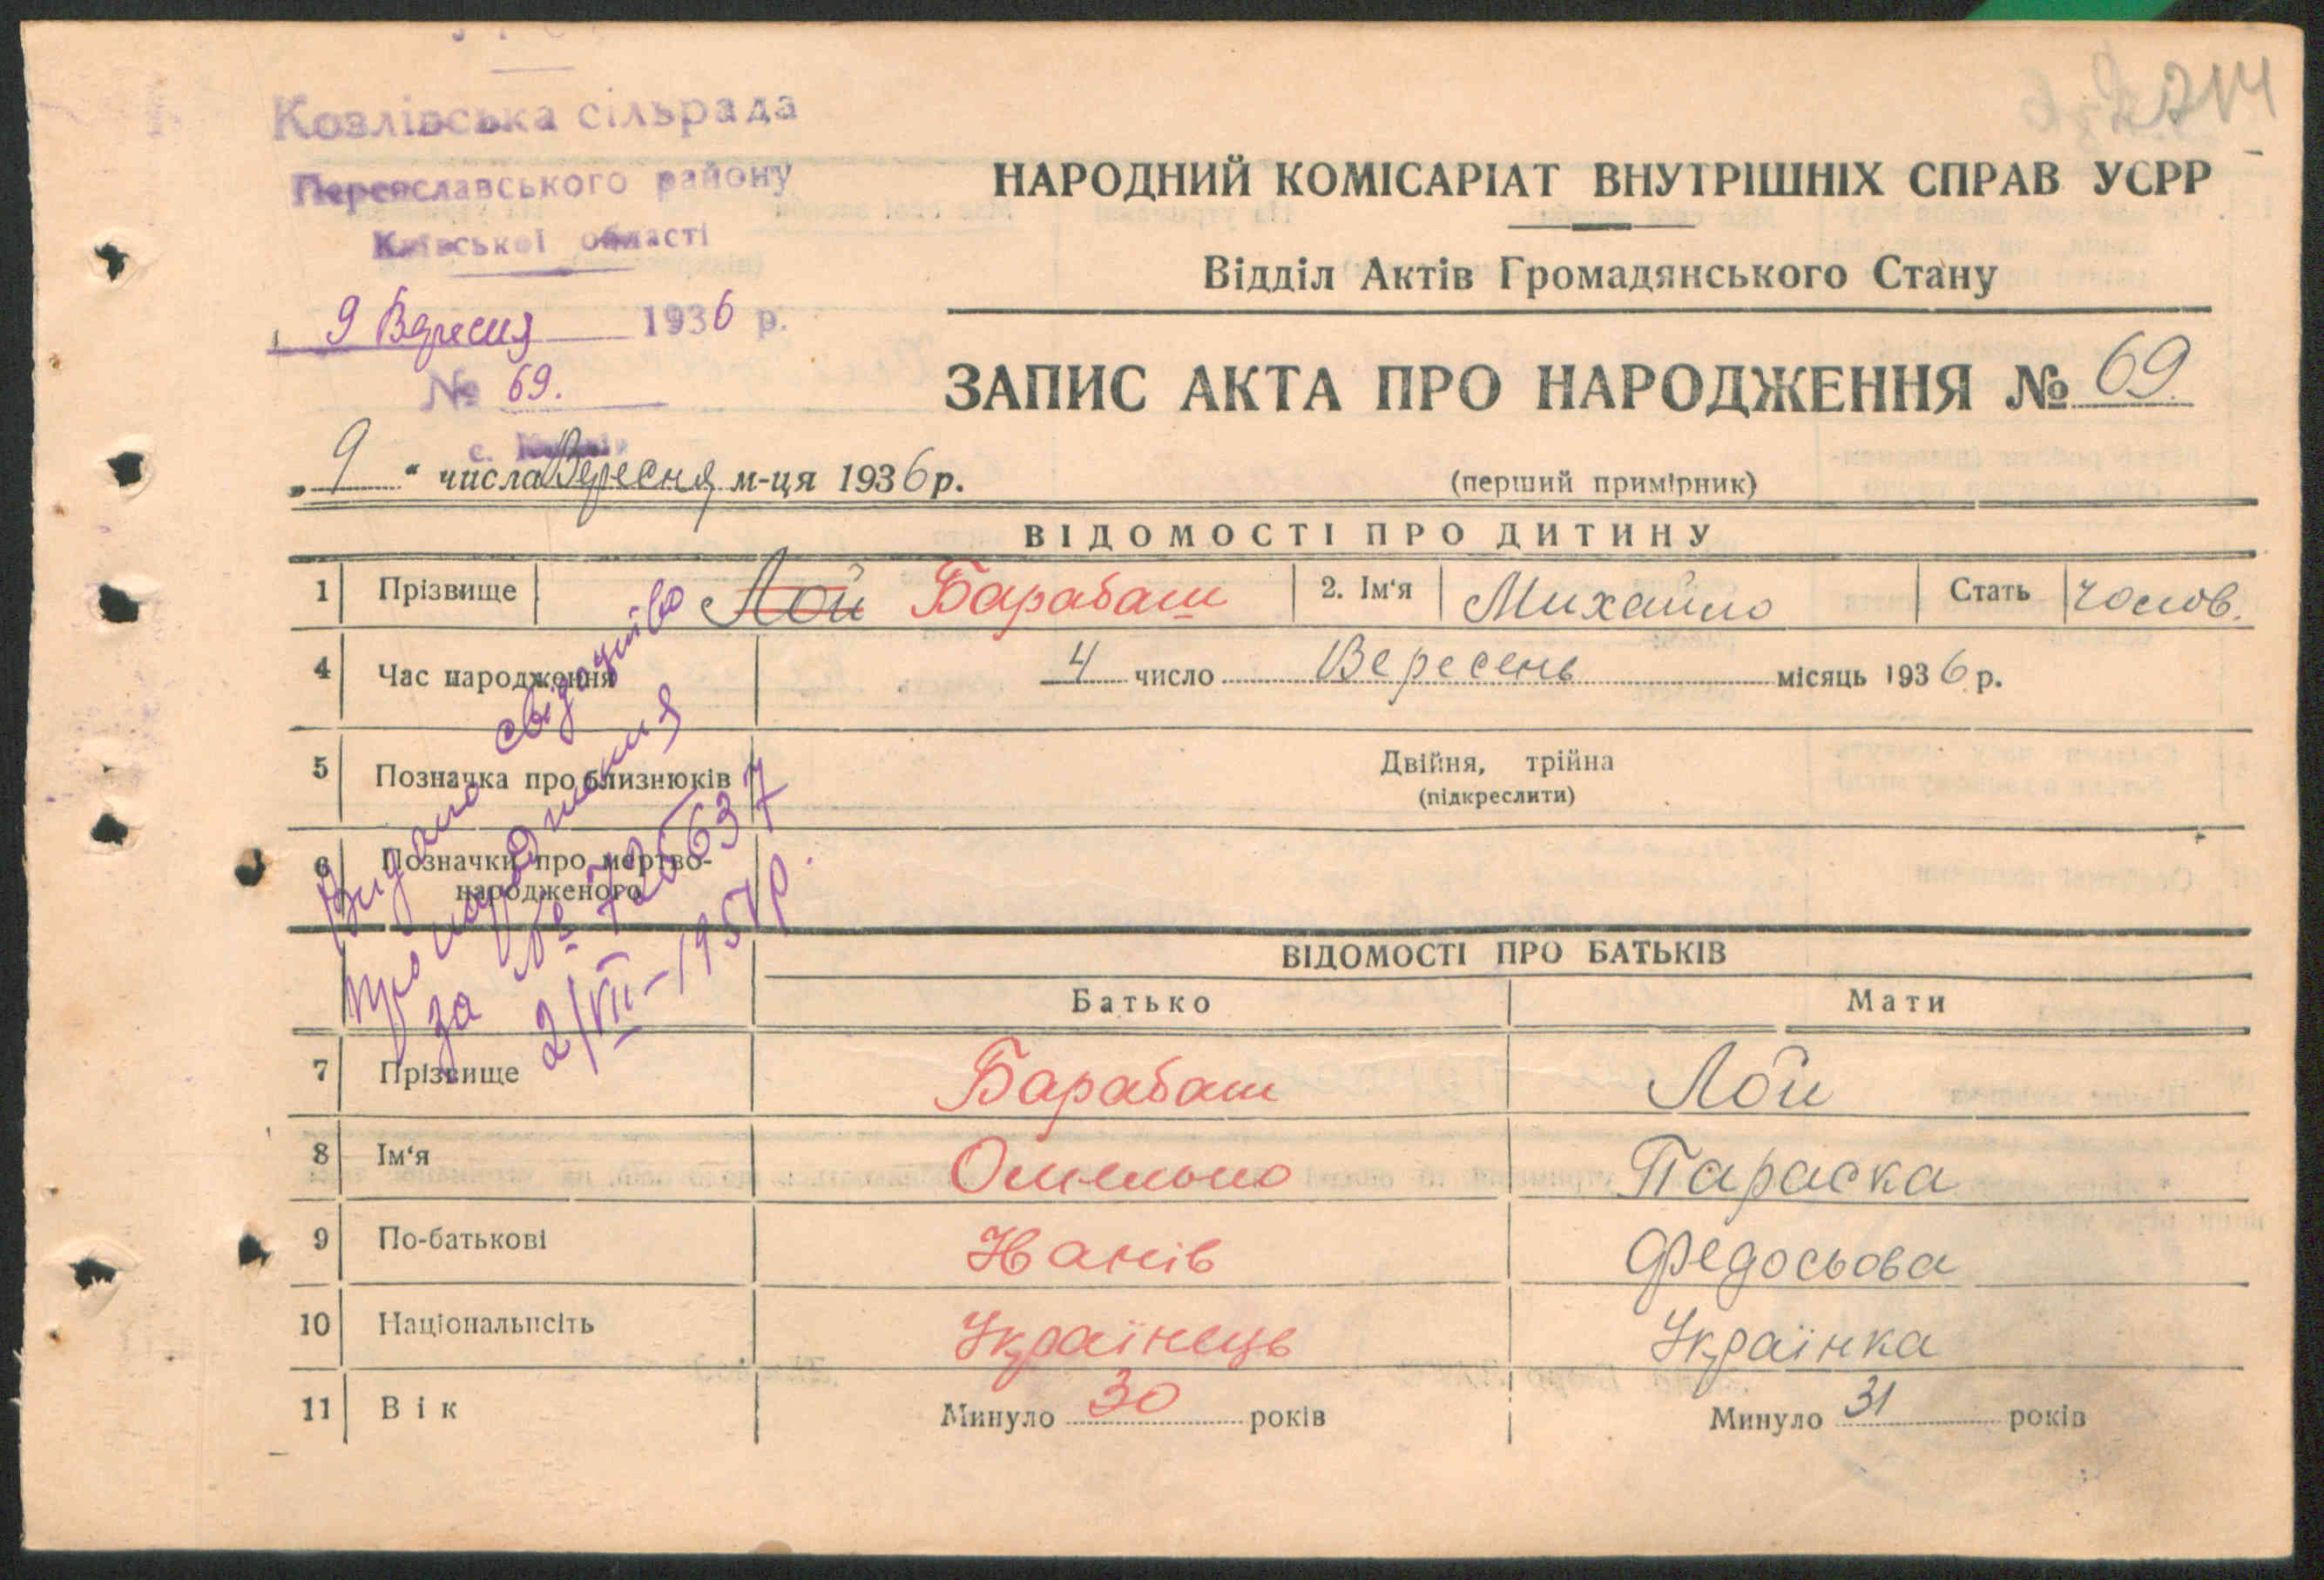 Козлівська сільрада
Переяславського району
Київської області
9 Вересня 1936 р.
№ 69.
с. Козлів
214
НАРОДНИЙ КОМІСАРІАТ ВНУТРІШНІХ СПРАВ УСРР
Відділ Актів Громадянського Стану
ЗАПИС АКТА ПРО НАРОДЖЕННЯ № 69.
„ 9 “ числа Вересня м-ця 1936 р.
(перший примірник)
ВІДОМОСТІ ПРО ДИТИНУ
1 Прізвище Лой Барабаш 2. Ім‘я Михайло Стать чолов.
4 Час народження 4 число Вересень місяць 1936 р.
5 Позначка про близнюків Двійня, трійна
(підкреслити)
6 Позначки про мертво-
народженого
Видано свідоцтво
про народження
за № 720637
2/VII-1951р.
ВІДОМОСТІ ПРО БАТЬКІВ
Батько Мати
7 Прізвище Барабаш Лой
8 Ім‘я Омелько Параска
9 По-батькові Іванів Федосьова
10 Національнсіть Українець Українка
11 Вік Минуло 30 років Минуло 31 років